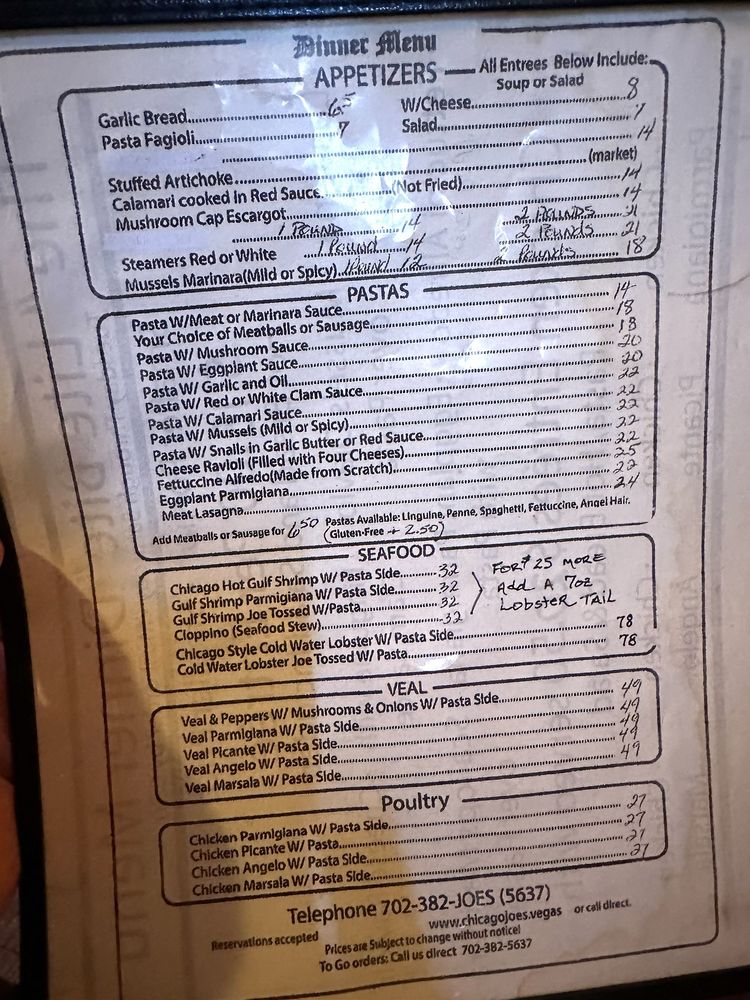 Dinner Menu
APPETIZERS
All Entrees Below Include:
Soup or Salad
Garlic Bread 6.5 W/Cheese 8
Pasta Fagioli 7 Salad 7
14
Stuffed Artichoke (market)
Calamari cooked in Red Sauce (Not Fried) 14
Mushroom Cap Escargot 14
1 POUND 14 2 POUNDS 21
Steamers Red or White 1 Pound 14 2 Pounds 21
Mussels Marinara(Mild or Spicy) 1 Pound 12 2 Pounds 18
PASTAS
Pasta W/Meat or Marinara Sauce 14
Your Choice of Meatballs or Sausage 18
Pasta W/ Mushroom Sauce 18
Pasta W/ Eggplant Sauce 20
Pasta W/ Garlic and Oil 20
Pasta W/ Red or White Clam Sauce 22
Pasta W/ Calamari Sauce 22
Pasta W/ Mussels (Mild or Spicy) 22
Pasta W/ Snails in Garlic Butter or Red Sauce 22
Cheese Ravioli (Filled with Four Cheeses) 22
Fettuccine Alfredo(Made from Scratch) 25
Eggplant Parmigiana 22
Meat Lasagna 24
Add Meatballs or Sausage for 6.50 Pastas Available: Linguine, Penne, Spaghetti, Fettuccine, Angel Hair.
(Gluten-Free + 2.50)
SEAFOOD
Chicago Hot Gulf Shrimp W/ Pasta Side 32
Gulf Shrimp Parmigiana W/ Pasta Side 32
Gulf Shrimp Joe Tossed W/Pasta 32
Cioppino (Seafood Stew) 32
FOR $25 MORE
Add A 7oz
LobsteR TAIL
Chicago Style Cold Water Lobster W/ Pasta Side 78
Cold Water Lobster Joe Tossed W/ Pasta 78
VEAL
Veal & Peppers W/ Mushrooms & Onions W/ Pasta Side 49
Veal Parmigiana W/ Pasta Side 49
Veal Picante W/ Pasta Side 49
Veal Angelo W/ Pasta Side 49
Veal Marsala W/ Pasta Side 49
Poultry
Chicken Parmigiana W/ Pasta Side 27
Chicken Picante W/ Pasta 27
Chicken Angelo W/ Pasta Side 27
Chicken Marsala W/ Pasta Side 27
Telephone 702-382-JOES (5637)
www.chicagojoes.vegas or call direct.
Reservations accepted
Prices are Subject to change without notice!
To Go orders: Call us direct 702-382-5637